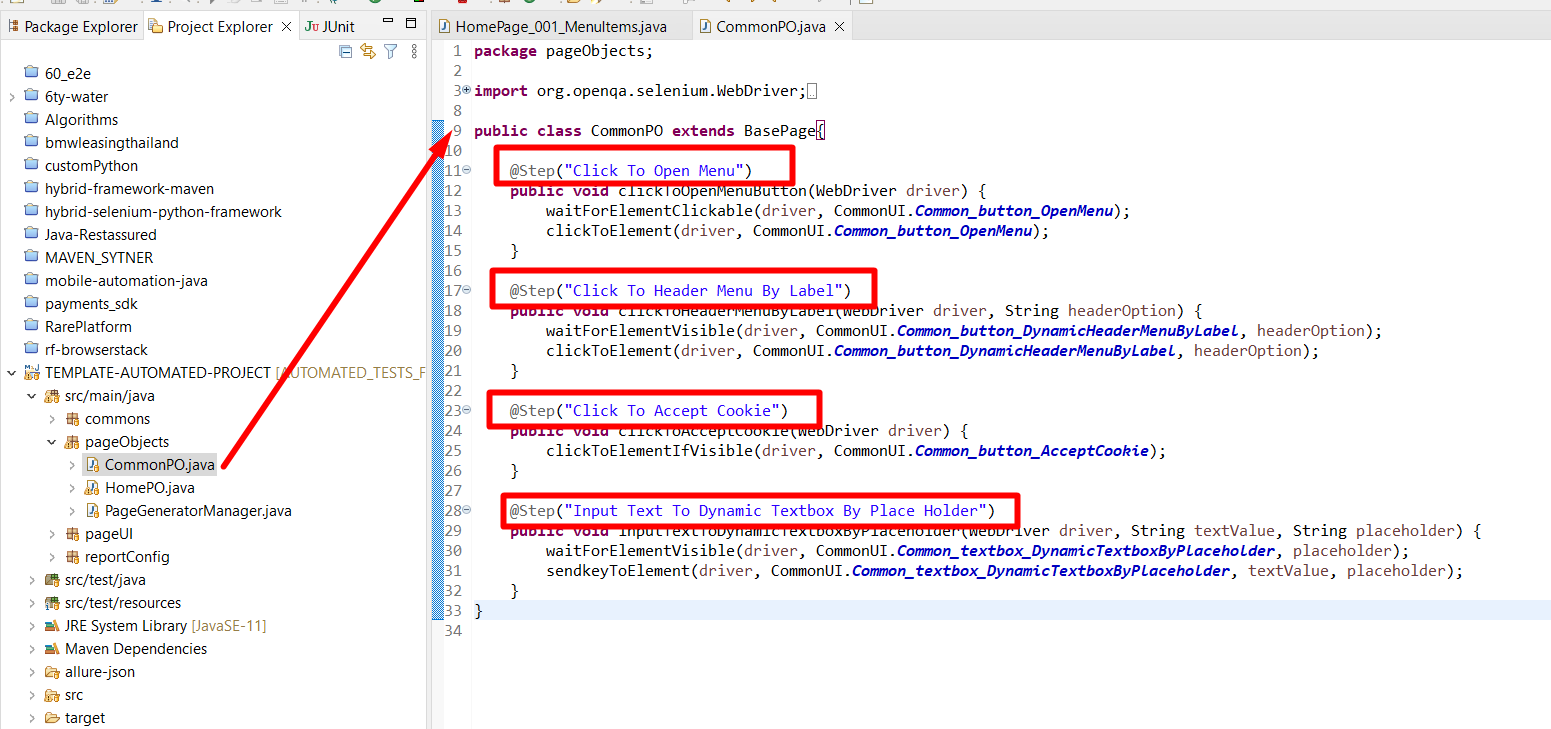 Package Explorer
Project Explorer
JUnit
60_e2e
6ty-water
Algorithms
bmwleasingthailand
customPython
hybrid-framework-maven
hybrid-selenium-python-framework
Java-Restassured
MAVEN_SYTNER
mobile-automation-java
payments_sdk
RarePlatform
rf-browserstack
TEMPLATE-AUTOMATED-PROJECT [AUTOMATED_TESTS_F
src/main/java
commons
pageObjects
CommonPO.java
HomePO.java
PageGeneratorManager.java
pageUI
reportConfig
src/test/java
src/test/resources
JRE System Library [JavaSE-11]
Maven Dependencies
allure-json
src
target
HomePage_001_MenuItems.java
CommonPO.java
1 package pageObjects;
2
3 import org.openqa.selenium.WebDriver;
8
9 public class CommonPO extends BasePage{
10
11 @Step("Click To Open Menu")
12 public void clickToOpenMenuButton(WebDriver driver) {
13 waitForElementClickable(driver, CommonUI.Common_button_OpenMenu);
14 clickToElement(driver, CommonUI.Common_button_OpenMenu);
15 }
16
17 @Step("Click To Header Menu By Label")
18 public void clickToHeaderMenuByLabel(WebDriver driver, String headerOption) {
19 waitForElementVisible(driver, CommonUI.Common_button_DynamicHeaderMenuByLabel, headerOption);
20 clickToElement(driver, CommonUI.Common_button_DynamicHeaderMenuByLabel, headerOption);
21 }
22
23 @Step("Click To Accept Cookie")
24 public void clickToAcceptCookie(WebDriver driver) {
25 clickToElementIfVisible(driver, CommonUI.Common_button_AcceptCookie);
26 }
27
28 @Step("Input Text To Dynamic Textbox By Place Holder")
29 public void inputTextToDynamicTextboxByPlaceholder(WebDriver driver, String textValue, String placeholder) {
30 waitForElementVisible(driver, CommonUI.Common_textbox_DynamicTextboxByPlaceholder, placeholder);
31 sendkeyToElement(driver, CommonUI.Common_textbox_DynamicTextboxByPlaceholder, textValue, placeholder);
32 }
33 }
34